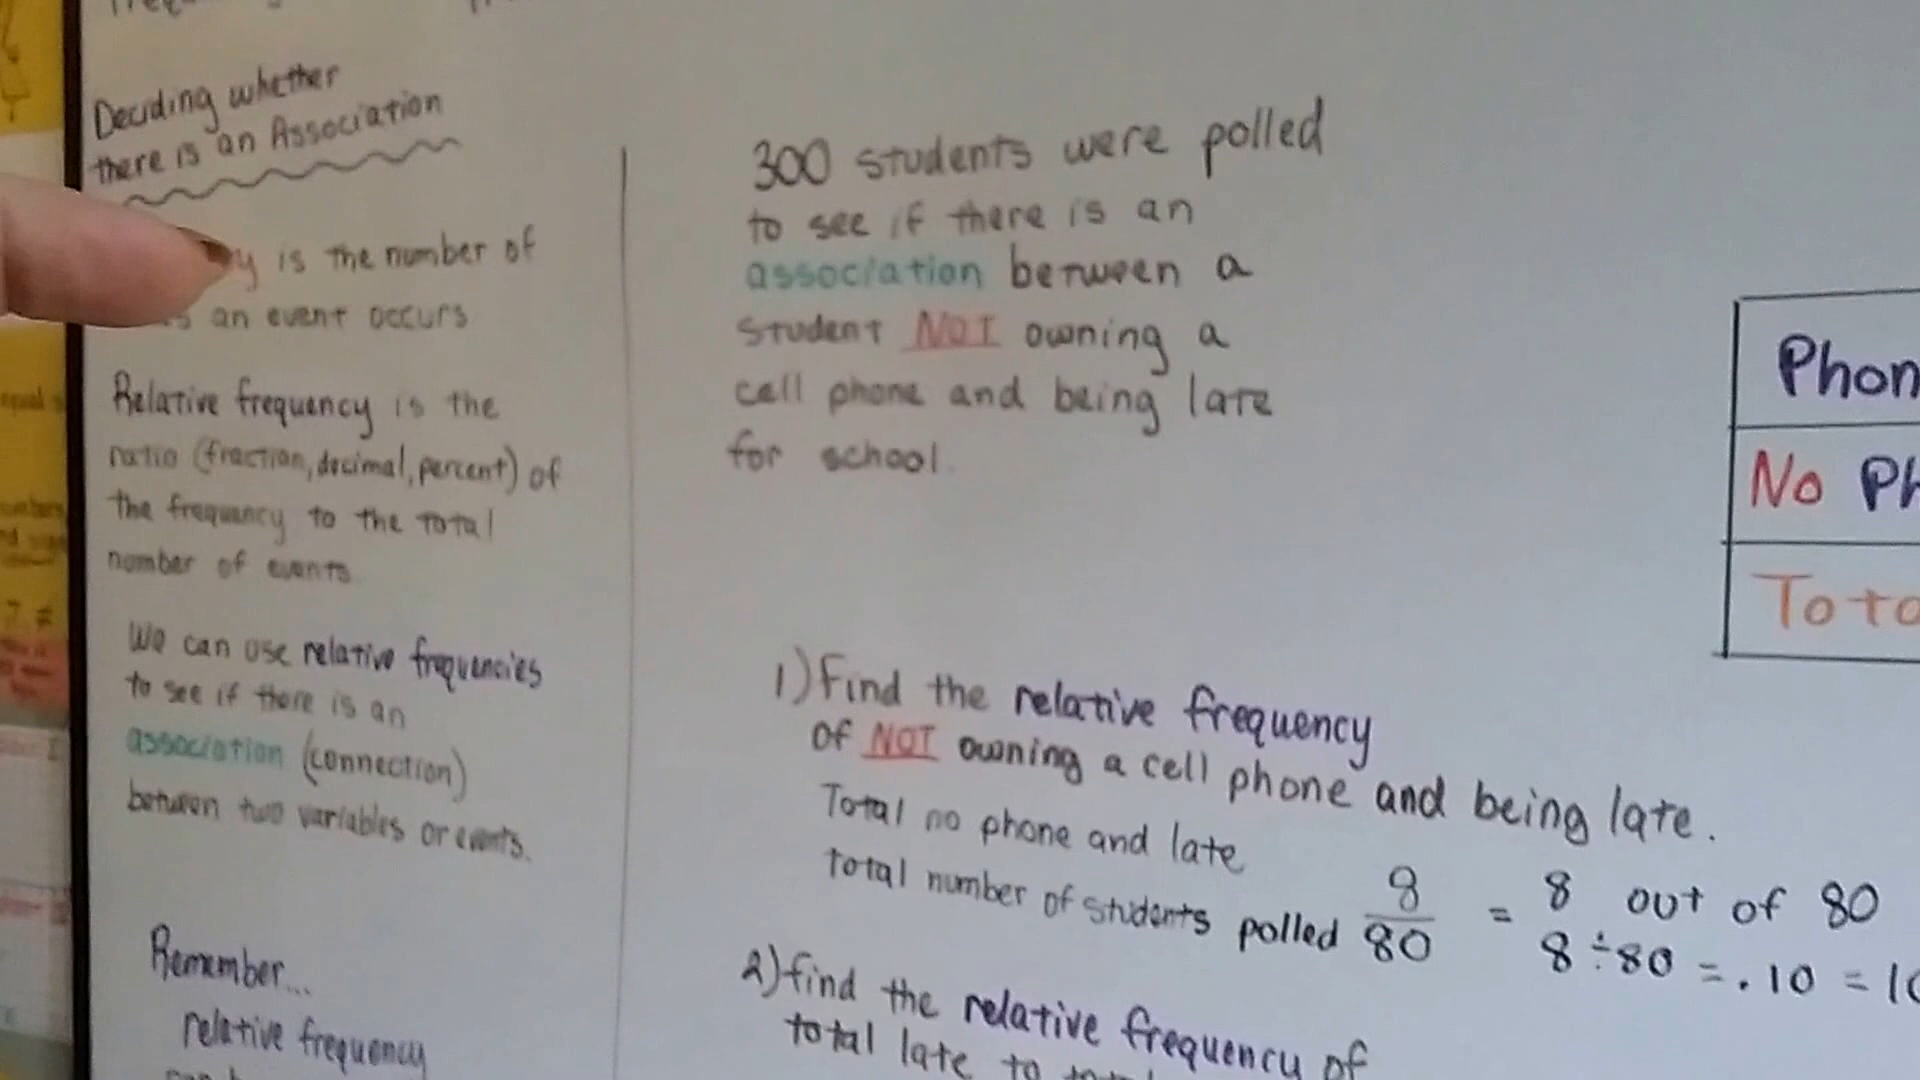 Deciding whether
there is an Association
is the number of
an event occurs
Relative frequency is the
ratio (fraction, decimal, percent) of
the frequency to the total
number of events
We can use relative frequencies
to see if there is an
association (connection)
between two variables or events.
Remember...
relative frequency
300 students were polled
to see if there is an
association between a
student NOT owning a
cell phone and being late
for school.
1) Find the relative frequency
of NOT owning a cell phone and being late.
Total no phone and late
total number of students polled 8/80 = 8 out of 80
8÷80 = .10 =
2) find the relative frequency of
total late to
Phon
No Ph
Tota